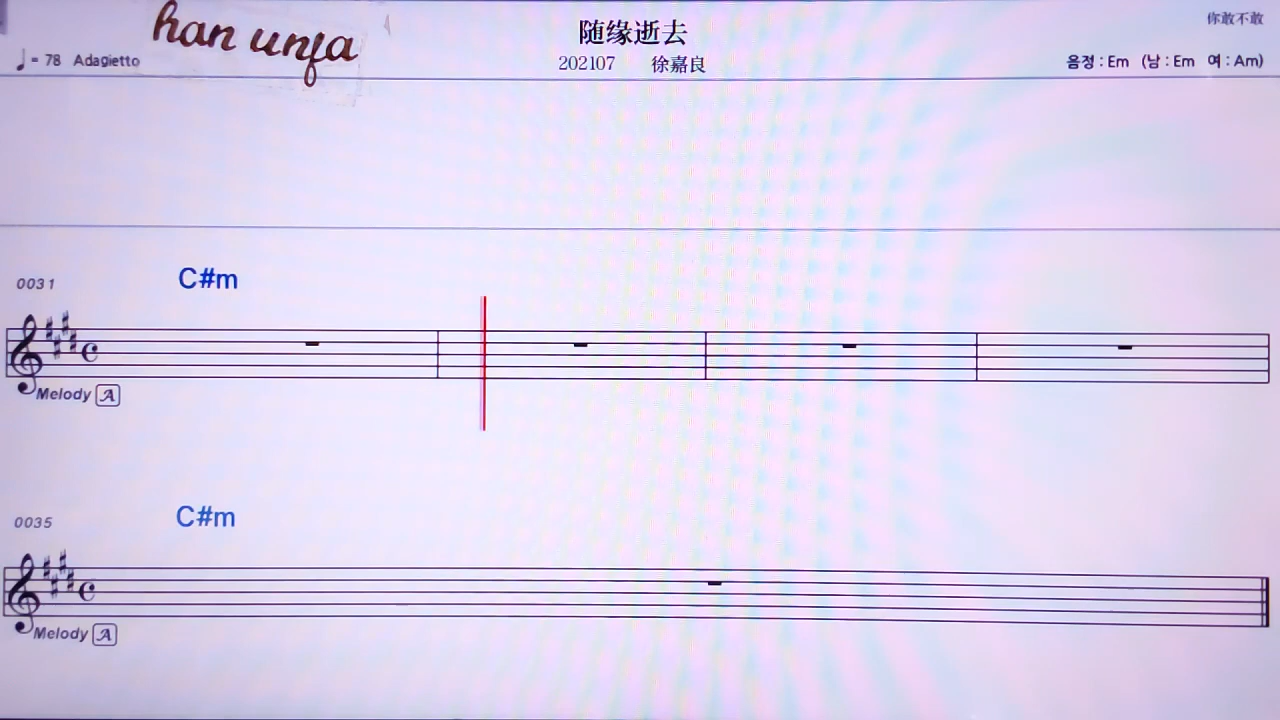 han unfa
随缘逝去
你敢不敢
♩= 78 Adagietto
202107 徐嘉良
음정 : Em (남 : Em 여 : Am)
0031 C#m
Melody A
0035 C#m
Melody A